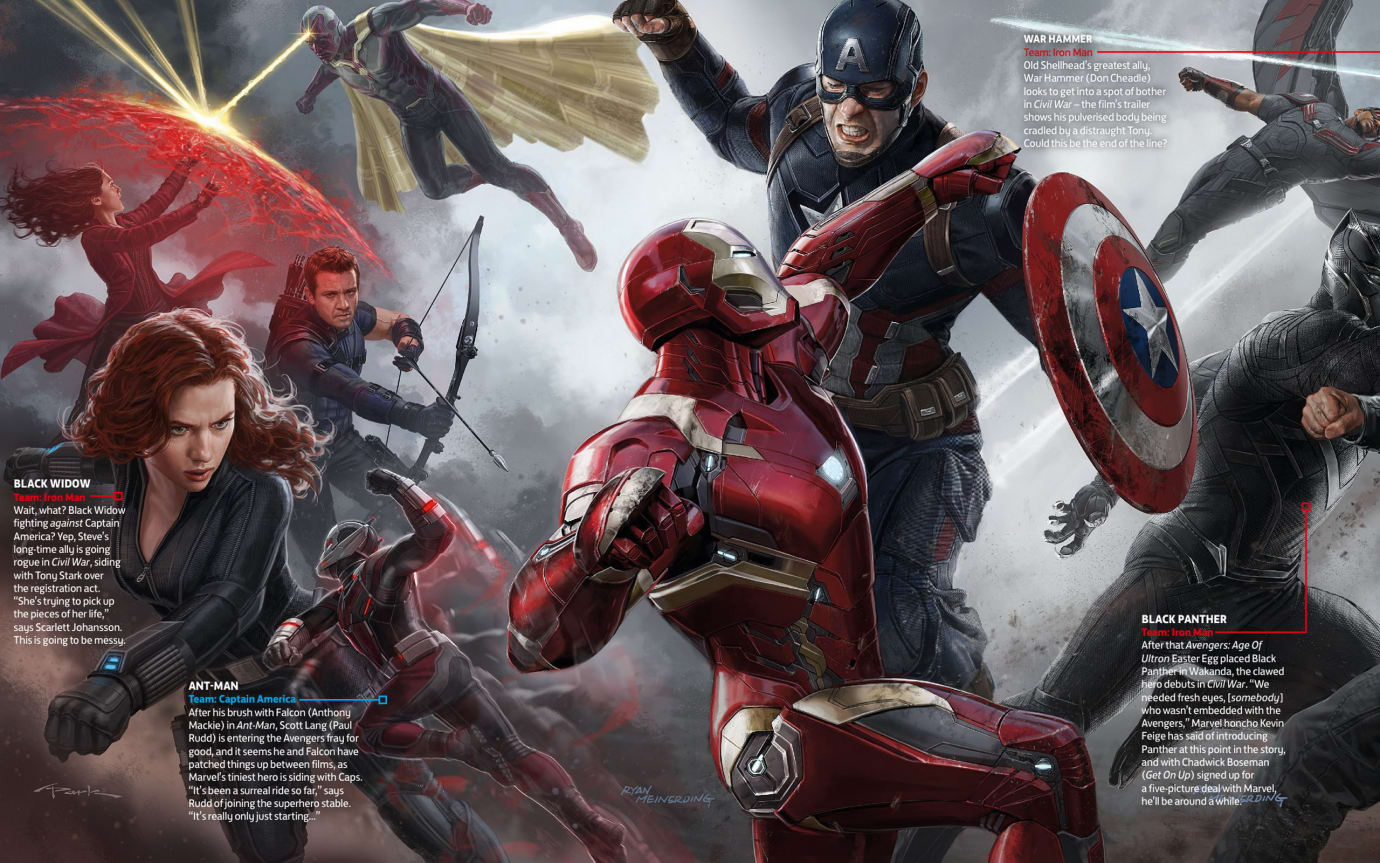 WAR HAMMER
Team: Iron Man
Old Shellhead's greatest ally,
War Hammer (Don Cheadle)
looks to get into a spot of bother
in Civil War – the film's trailer
shows his pulverised body being
cradled by a distraught Tony.
Could this be the end of the line?
A
BLACK WIDOW
Team: Iron Man
Wait, what? Black Widow
fighting against Captain
America? Yep, Steve's
long-time ally is going
rogue in Civil War, siding
with Tony Stark over
the registration act.
"She's trying to pick up
the pieces of her life,"
says Scarlett Johansson.
This is going to be messy.
ANT-MAN
Team: Captain America
After his brush with Falcon (Anthony
Mackie) in Ant-Man, Scott Lang (Paul
Rudd) is entering the Avengers fray for
good, and it seems he and Falcon have
patched things up between films, as
Marvel's tiniest hero is siding with Caps.
"It's been a surreal ride so far," says
Rudd of joining the superhero stable.
"It's really only just starting..."
BLACK PANTHER
Team: Iron Man
After that Avengers: Age Of
Ultron Easter Egg placed Black
Panther in Wakanda, the clawed
hero debuts in Civil War. "We
needed fresh eyes, [somebody]
who wasn't embedded with the
Avengers," Marvel honcho Kevin
Feige has said of introducing
Panther at this point in the story,
and with Chadwick Boseman
(Get On Up) signed up for
a five-picture deal with Marvel,
he'll be around a while.
Park
RYAN
MEINERDING